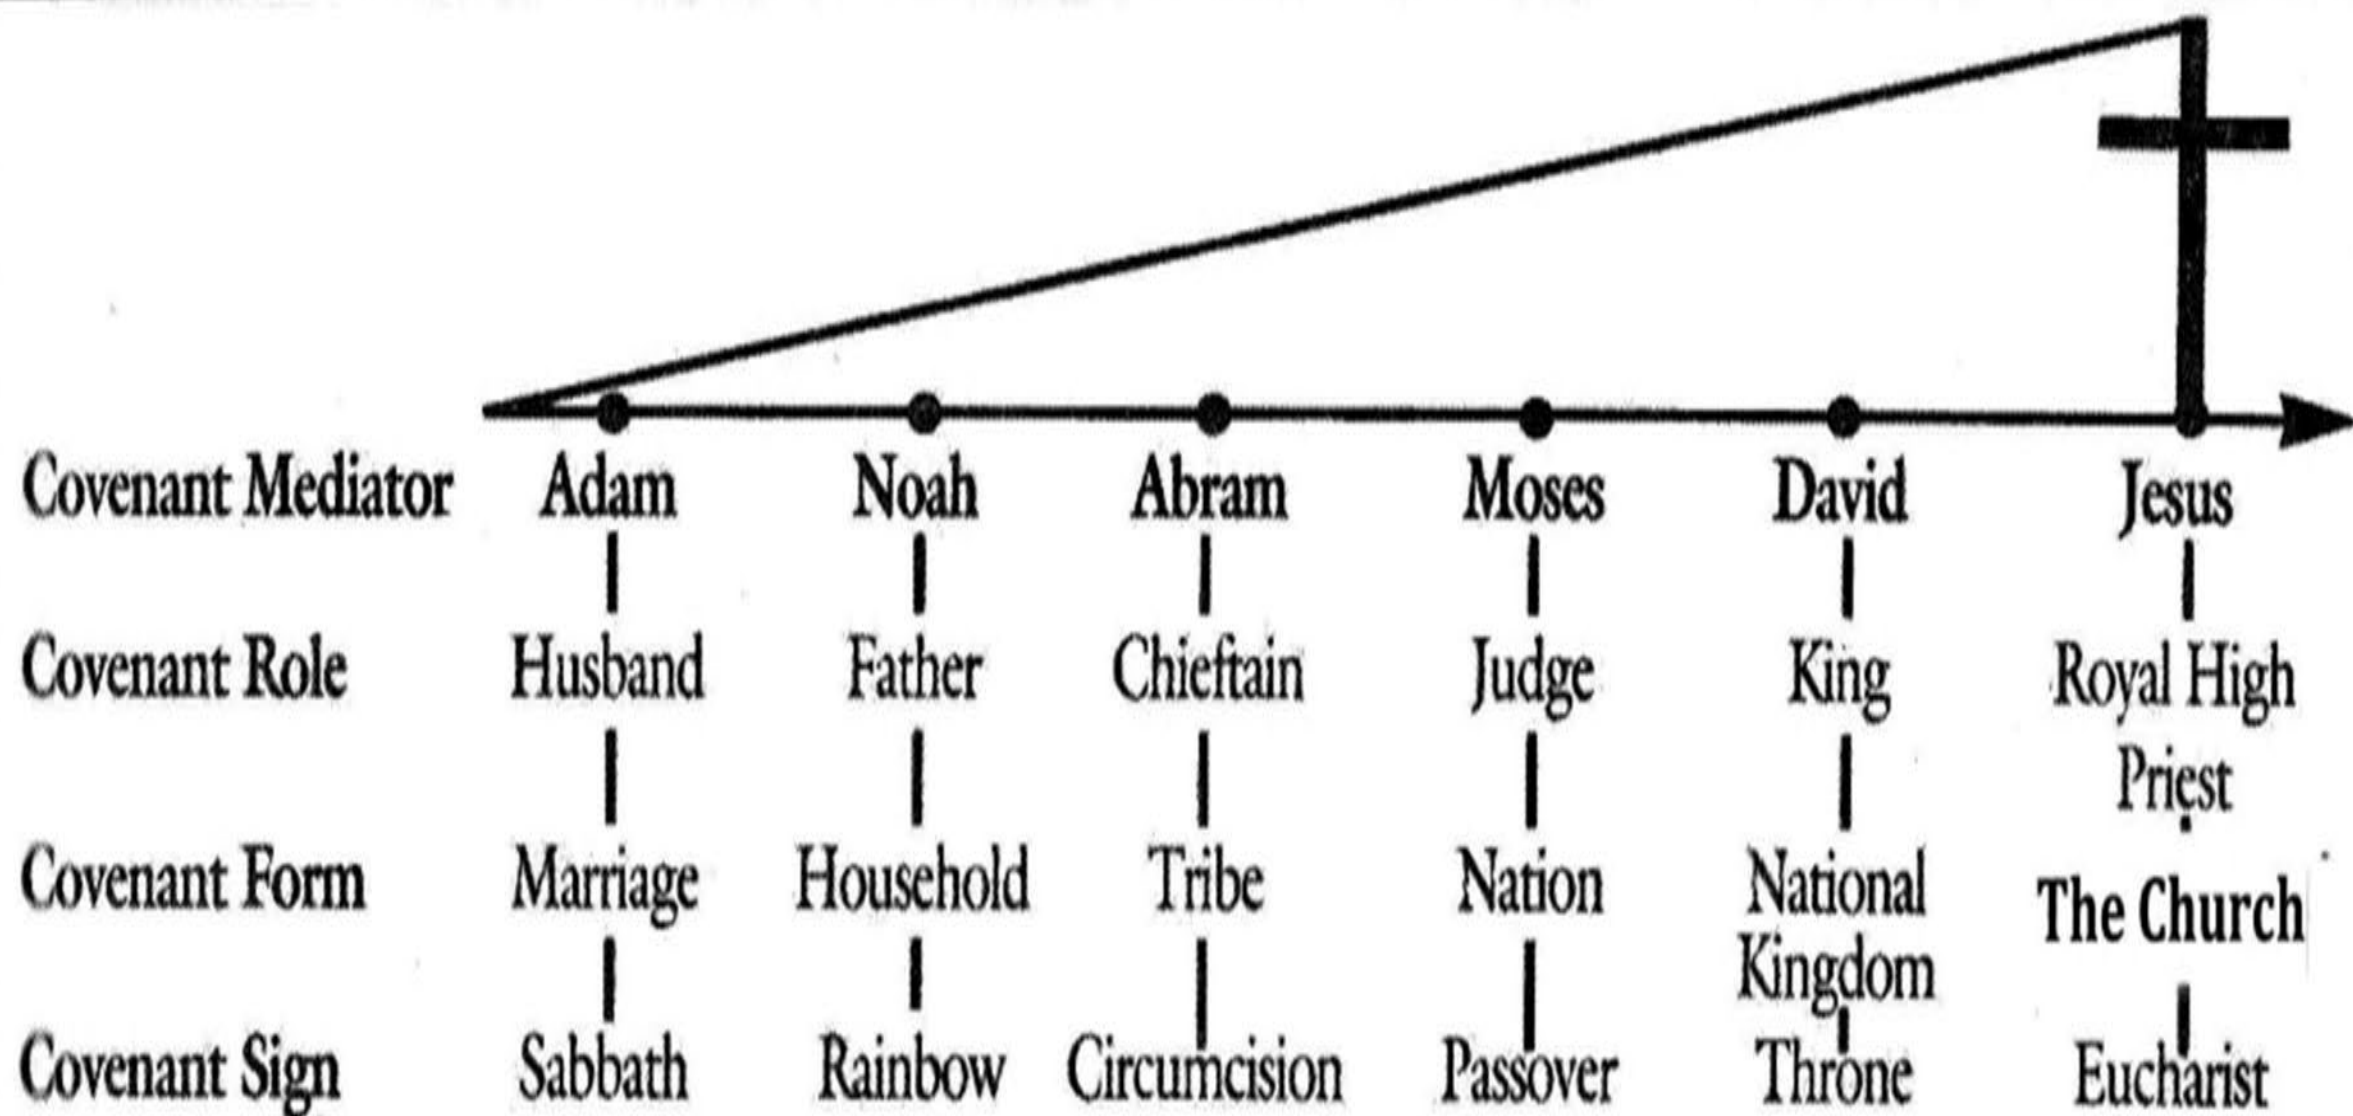 Covenant Mediator Adam Noah Abram Moses David Jesus
Covenant Role Husband Father Chieftain Judge King Royal High
Priest
Covenant Form Marriage Household Tribe Nation National The Church
Kingdom
Covenant Sign Sabbath Rainbow Circumcision Passover Throne Eucharist